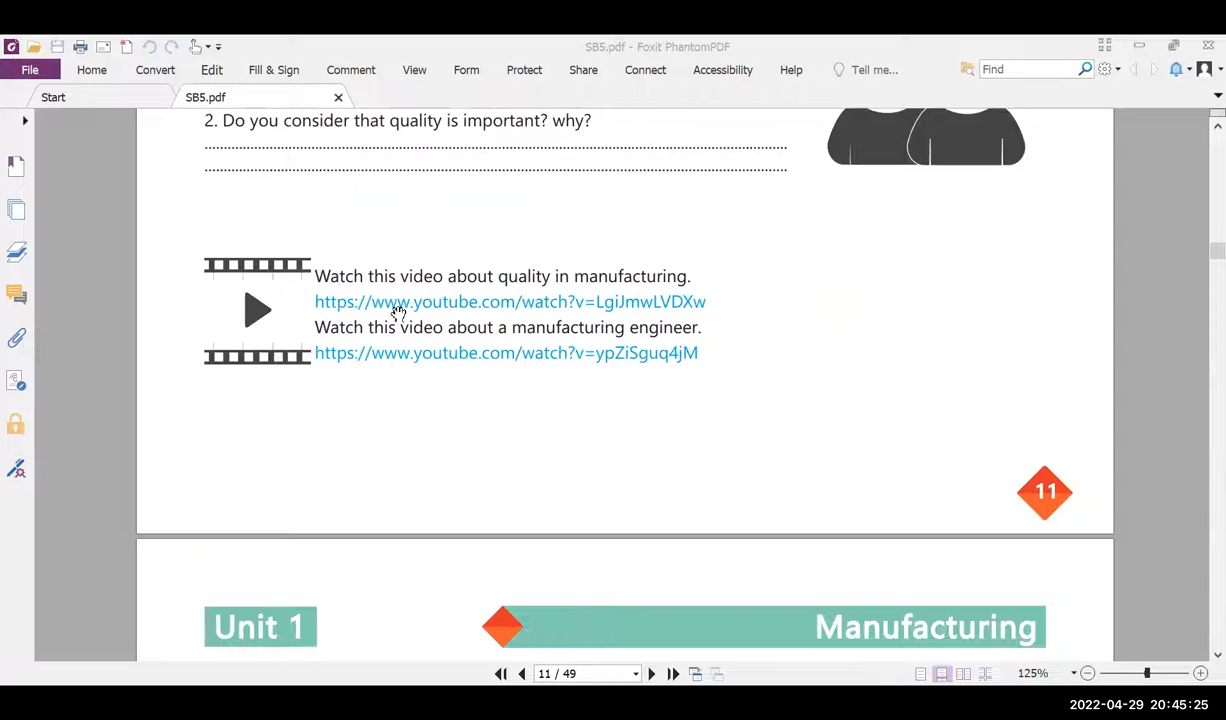 SB5.pdf - Foxit PhantomPDF
File Home Convert Edit Fill & Sign Comment View Form Protect Share Connect Accessibility Help Tell me... Find
Start SB5.pdf
2. Do you consider that quality is important? why?
Watch this video about quality in manufacturing.
https://www.youtube.com/watch?v=LgiJmwLVDXw
Watch this video about a manufacturing engineer.
https://www.youtube.com/watch?v=ypZiSguq4jM
11
Unit 1 Manufacturing
11 / 49 125%
2022-04-29 20:45:25